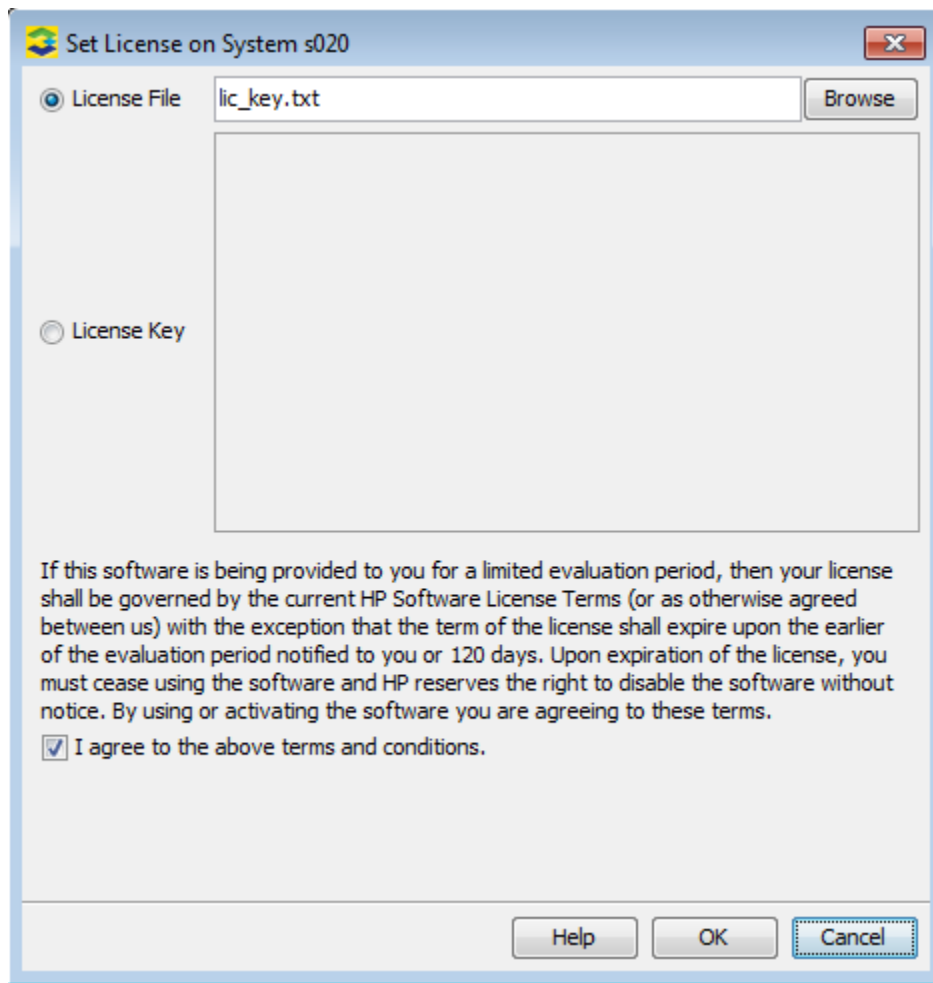 Set License on System s020
License File
lic_key.txt
Browse
License Key
If this software is being provided to you for a limited evaluation period, then your license
shall be governed by the current HP Software License Terms (or as otherwise agreed
between us) with the exception that the term of the license shall expire upon the earlier
of the evaluation period notified to you or 120 days. Upon expiration of the license, you
must cease using the software and HP reserves the right to disable the software without
notice. By using or activating the software you are agreeing to these terms.
I agree to the above terms and conditions.
Help
OK
Cancel